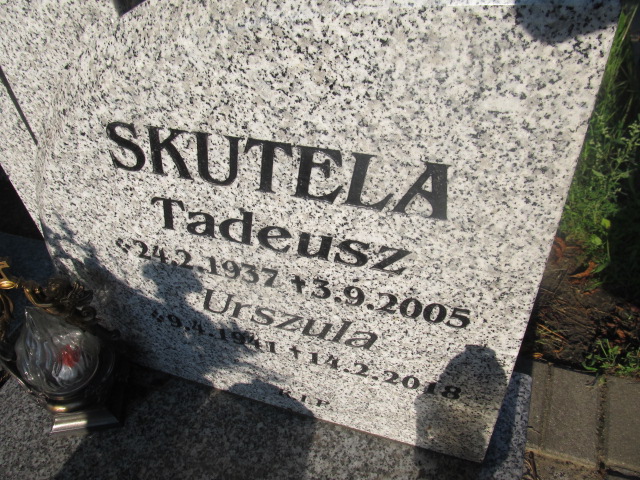 SKUTELA
Tadeusz
*24.2.1937 †3.9.2005
Urszula
*9.4.1941 †14.2.2018
R.I.P.